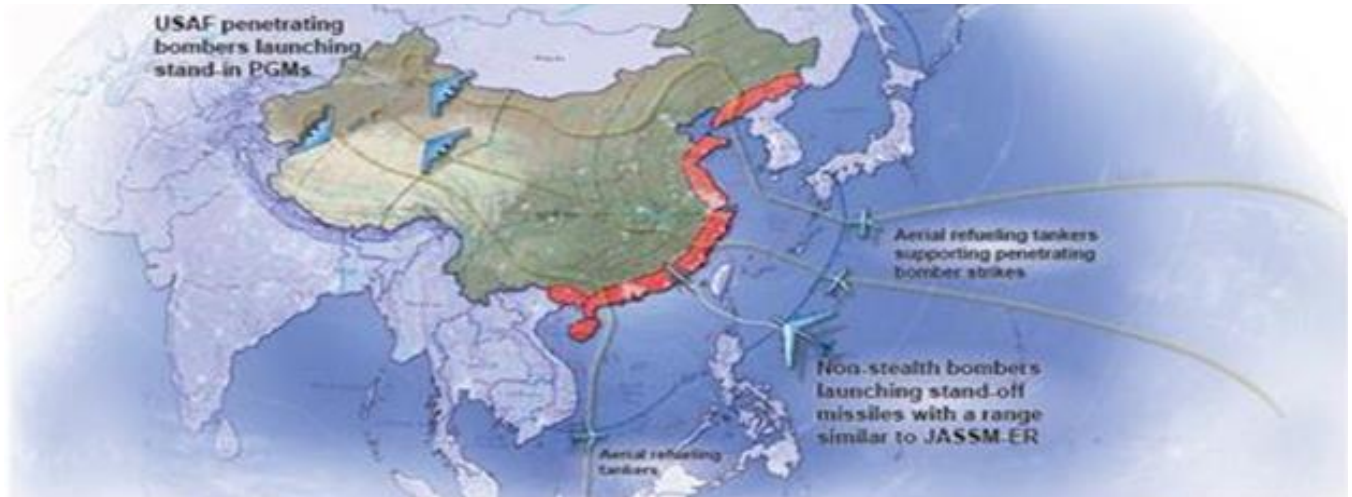 USAF penetrating
bombers launching
stand-in PGMs
Aerial refueling tankers
supporting penetrating
bomber strikes
Non-stealth bombers
launching stand-off
missiles with a range
similar to JASSM-ER
Aerial refueling
tankers